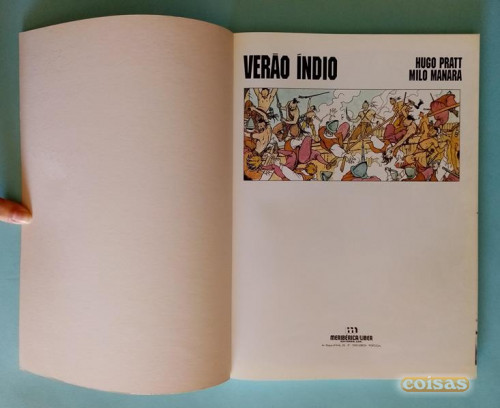 VERÃO ÍNDIO
HUGO PRATT
MILO MANARA
MERIBÉRICA/LIBER
coisas